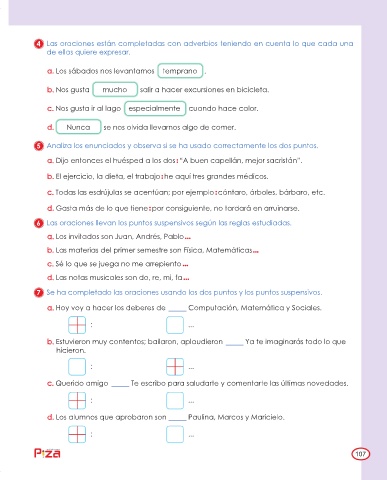 4 Las oraciones están completadas con adverbios teniendo en cuenta lo que cada una
de ellas quiere expresar.
a. Los sábados nos levantamos temprano .
b. Nos gusta mucho salir a hacer excursiones en bicicleta.
c. Nos gusta ir al lago especialmente cuando hace calor.
d. Nunca se nos olvida llevarnos algo de comer.
5 Analiza los enunciados y observa si se ha usado correctamente los dos puntos.
a. Dijo entonces el huésped a los dos: "A buen capellán, mejor sacristán".
b. El ejercicio, la dieta, el trabajo:he aquí tres grandes médicos.
c. Todas las esdrújulas se acentúan; por ejemplo:cántaro, árboles, bárbaro, etc.
d. Gasta más de lo que tiene:por consiguiente, no tardará en arruinarse.
6 Las oraciones llevan los puntos suspensivos según las reglas estudiadas.
a. Los invitados son Juan, Andrés, Pablo...
b. Las materias del primer semestre son Física, Matemáticas...
c. Sé lo que se juega no me arrepiento...
d. Las notas musicales son do, re, mi, fa...
7 Se ha completado las oraciones usando los dos puntos y los puntos suspensivos.
a. Hoy voy a hacer los deberes de _____ Computación, Matemática y Sociales.
: ...
b. Estuvieron muy contentos; bailaron, aplaudieron _____ Ya te imaginarás todo lo que
hicieron.
: ...
c. Querido amigo _____ Te escribo para saludarte y comentarte las últimas novedades.
: ...
d. Los alumnos que aprobaron son _____ Paulina, Marcos y Maricielo.
: ...
Piza
107